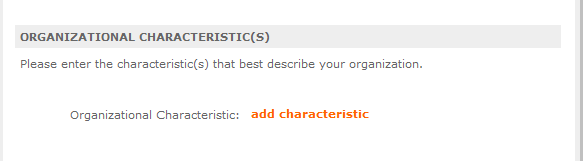 ORGANIZATIONAL CHARACTERISTIC(S)
Please enter the characteristic(s) that best describe your organization.
Organizational Characteristic: add characteristic